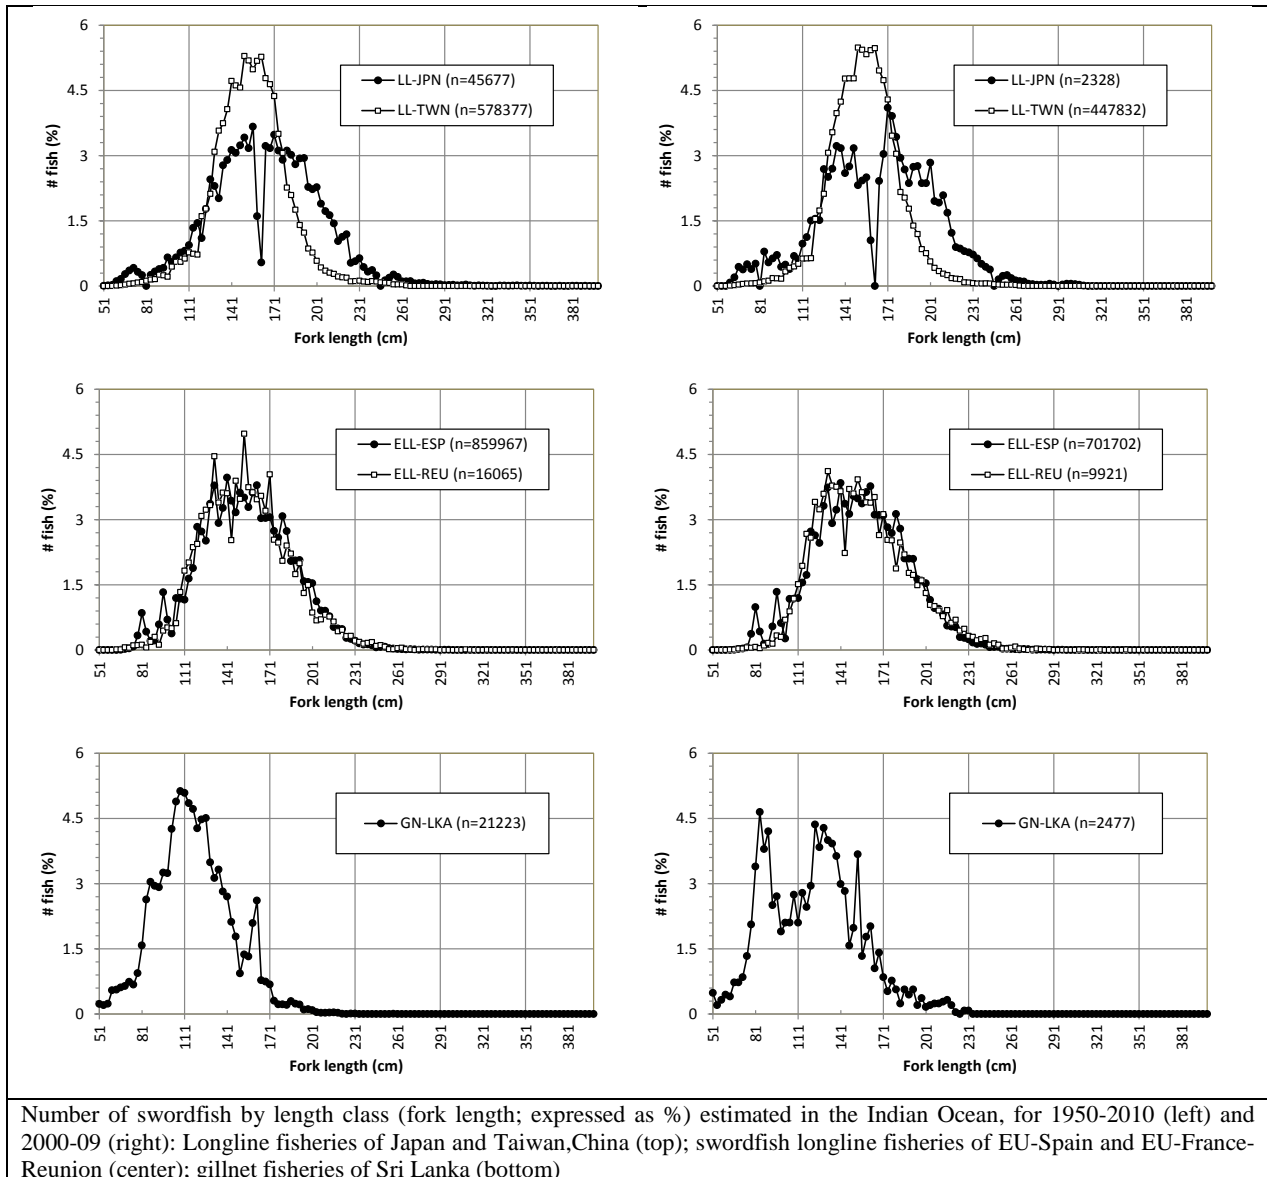 6
4.5
3
1.5
0
# fish (%)
LL-JPN (n=45677)
LL-TWN (n=578377)
51 81 111 141 171 201 231 261 291 321 351 381
Fork length (cm)
6
4.5
3
1.5
0
# fish (%)
LL-JPN (n=2328)
LL-TWN (n=447832)
51 81 111 141 171 201 231 261 291 321 351 381
Fork length (cm)
6
4.5
3
1.5
0
# fish (%)
ELL-ESP (n=859967)
ELL-REU (n=16065)
51 81 111 141 171 201 231 261 291 321 351 381
Fork length (cm)
6
4.5
3
1.5
0
# fish (%)
ELL-ESP (n=701702)
ELL-REU (n=9921)
51 81 111 141 171 201 231 261 291 321 351 381
Fork length (cm)
6
4.5
3
1.5
0
# fish (%)
GN-LKA (n=21223)
51 81 111 141 171 201 231 261 291 321 351 381
Fork length (cm)
6
4.5
3
1.5
0
# fish (%)
GN-LKA (n=2477)
51 81 111 141 171 201 231 261 291 321 351 381
Fork length (cm)
Number of swordfish by length class (fork length; expressed as %) estimated in the Indian Ocean, for 1950-2010 (left) and
2000-09 (right): Longline fisheries of Japan and Taiwan,China (top); swordfish longline fisheries of EU-Spain and EU-France-
Reunion (center); gillnet fisheries of Sri Lanka (bottom)